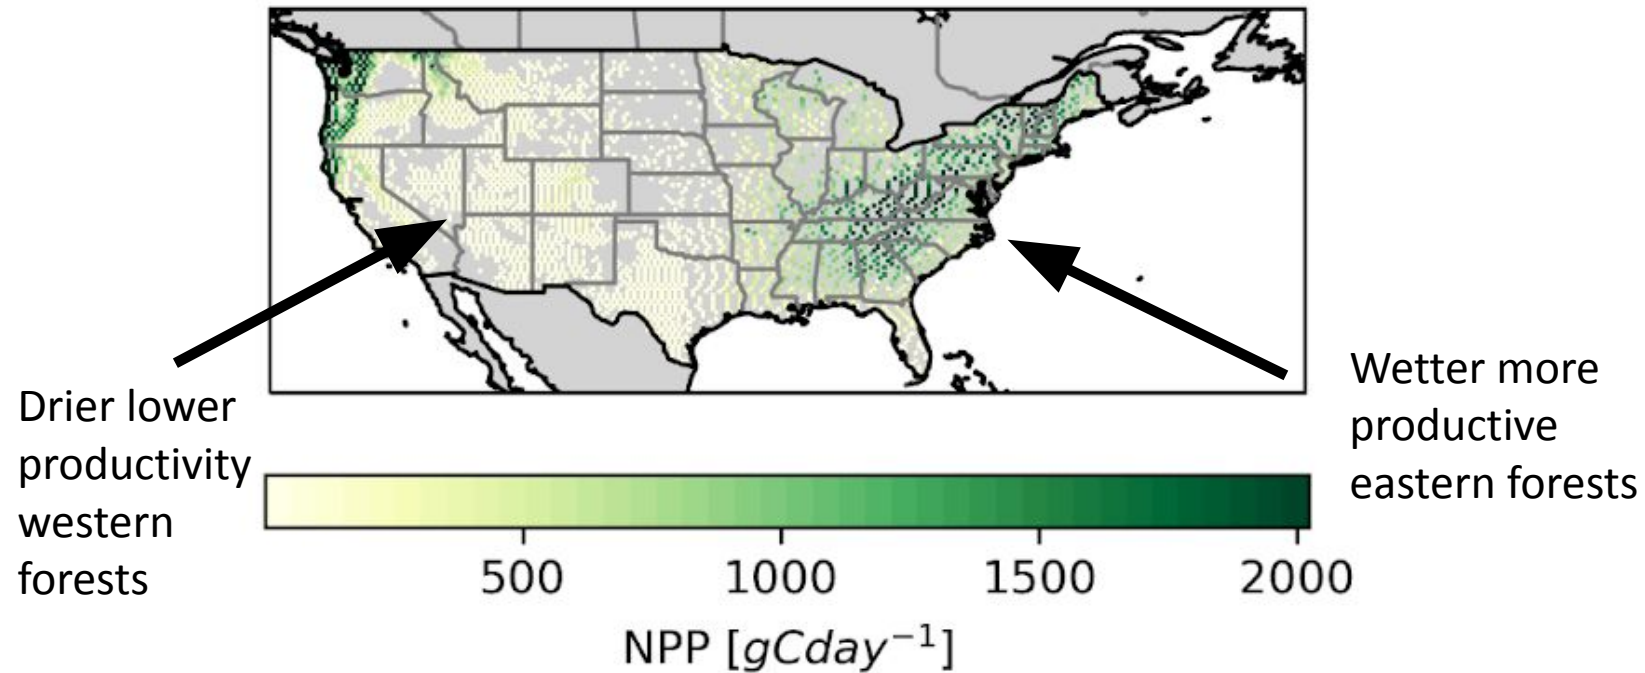 Drier lower
productivity
western
forests
Wetter more
productive
eastern forests
500 1000 1500 2000
NPP [gCday⁻¹]